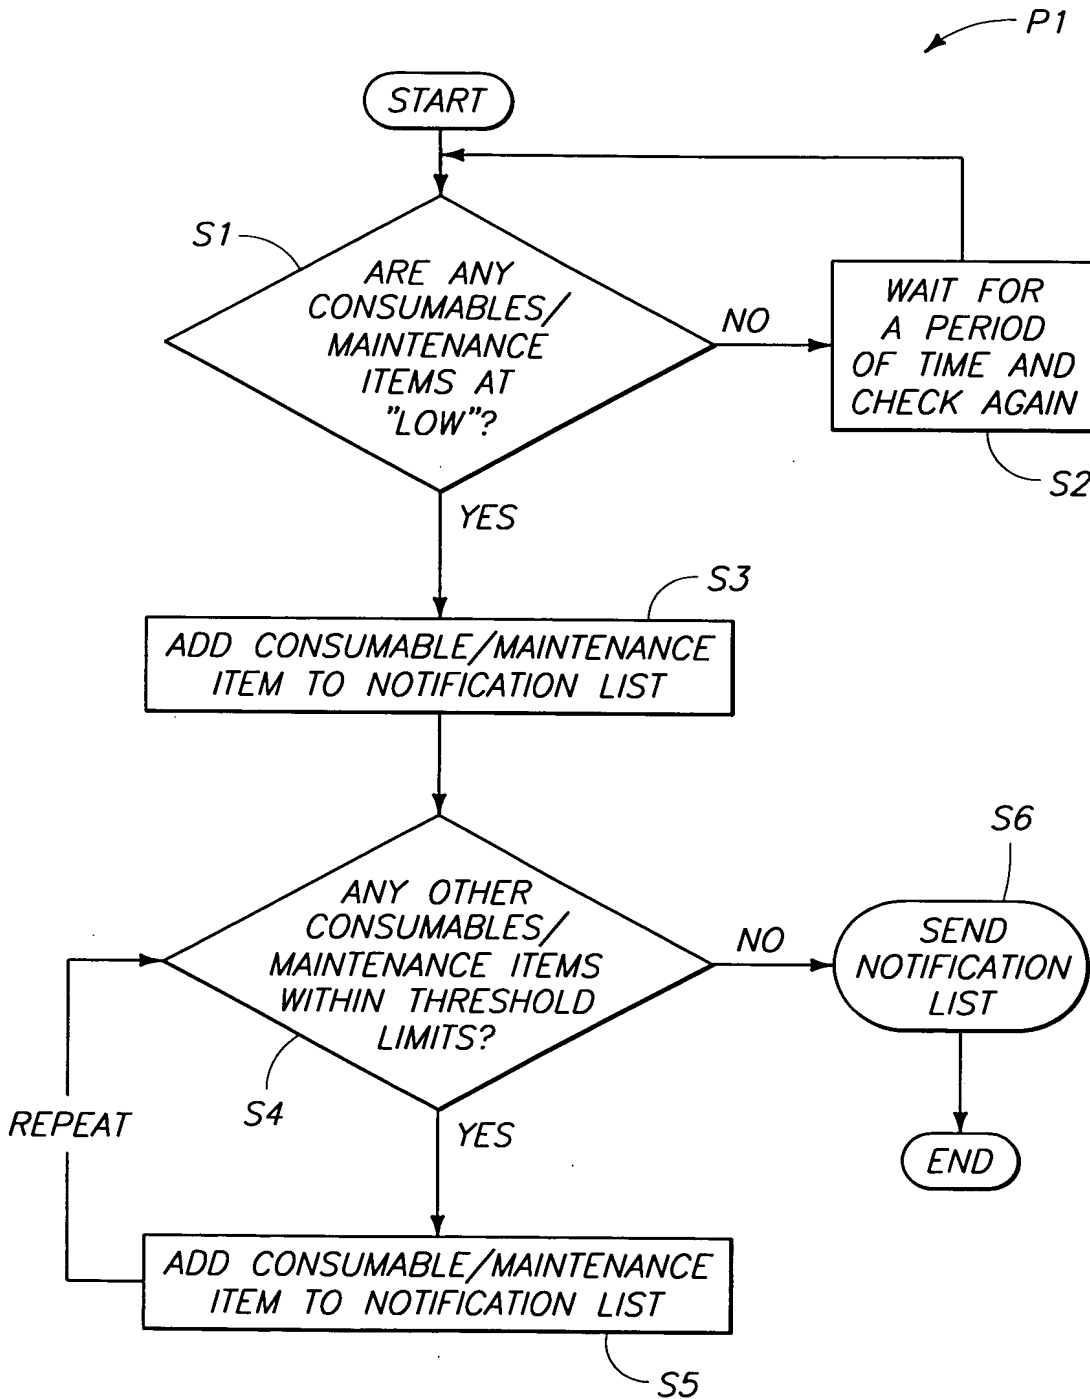 P1
START
S1
ARE ANY
CONSUMABLES/
MAINTENANCE
ITEMS AT
"LOW"?
NO
WAIT FOR
A PERIOD
OF TIME AND
CHECK AGAIN
S2
YES
S3
ADD CONSUMABLE/MAINTENANCE
ITEM TO NOTIFICATION LIST
S6
ANY OTHER
CONSUMABLES/
MAINTENANCE ITEMS
WITHIN THRESHOLD
LIMITS?
NO
SEND
NOTIFICATION
LIST
S4
REPEAT
YES
END
ADD CONSUMABLE/MAINTENANCE
ITEM TO NOTIFICATION LIST
S5